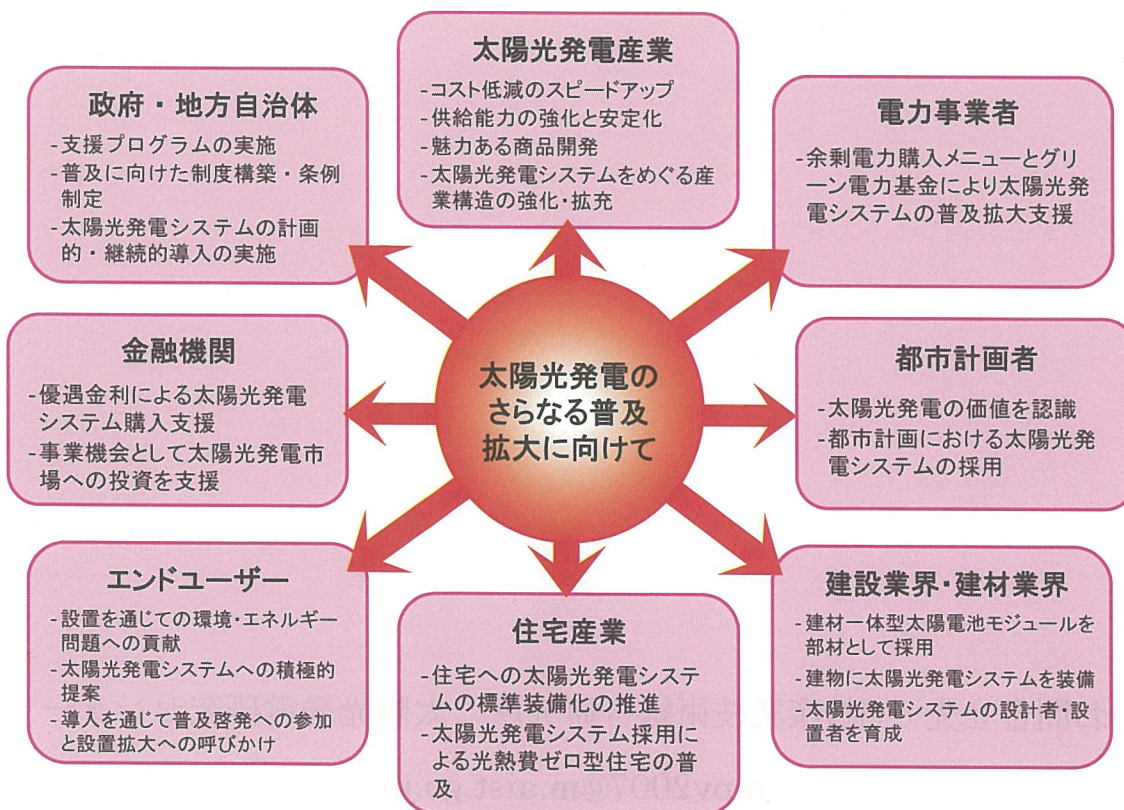 太陽光発電産業
-コスト低減のスピードアップ
-供給能力の強化と安定化
-魅力ある商品開発
-太陽光発電システムをめぐる産
業構造の強化・拡充
政府・地方自治体
-支援プログラムの実施
-普及に向けた制度構築・条例
制定
-太陽光発電システムの計画
的・継続的導入の実施
電力事業者
-余剰電力購入メニューとグリ
ーン電力基金により太陽光発
電システムの普及拡大支援
金融機関
-優遇金利による太陽光発電
システム購入支援
-事業機会として太陽光発電市
場への投資を支援
太陽光発電の
さらなる普及
拡大に向けて
都市計画者
-太陽光発電の価値を認識
-都市計画における太陽光発
電システムの採用
エンドユーザー
-設置を通じての環境・エネルギー
問題への貢献
-太陽光発電システムへの積極的
提案
-導入を通じて普及啓発への参加
と設置拡大への呼びかけ
住宅産業
-住宅への太陽光発電システ
ムの標準装備化の推進
-太陽光発電システム採用に
よる光熱費ゼロ型住宅の普
及
建設業界・建材業界
-建材一体型太陽電池モジュールを
部材として採用
-建物に太陽光発電システムを装備
-太陽光発電システムの設計者・設
置者を育成